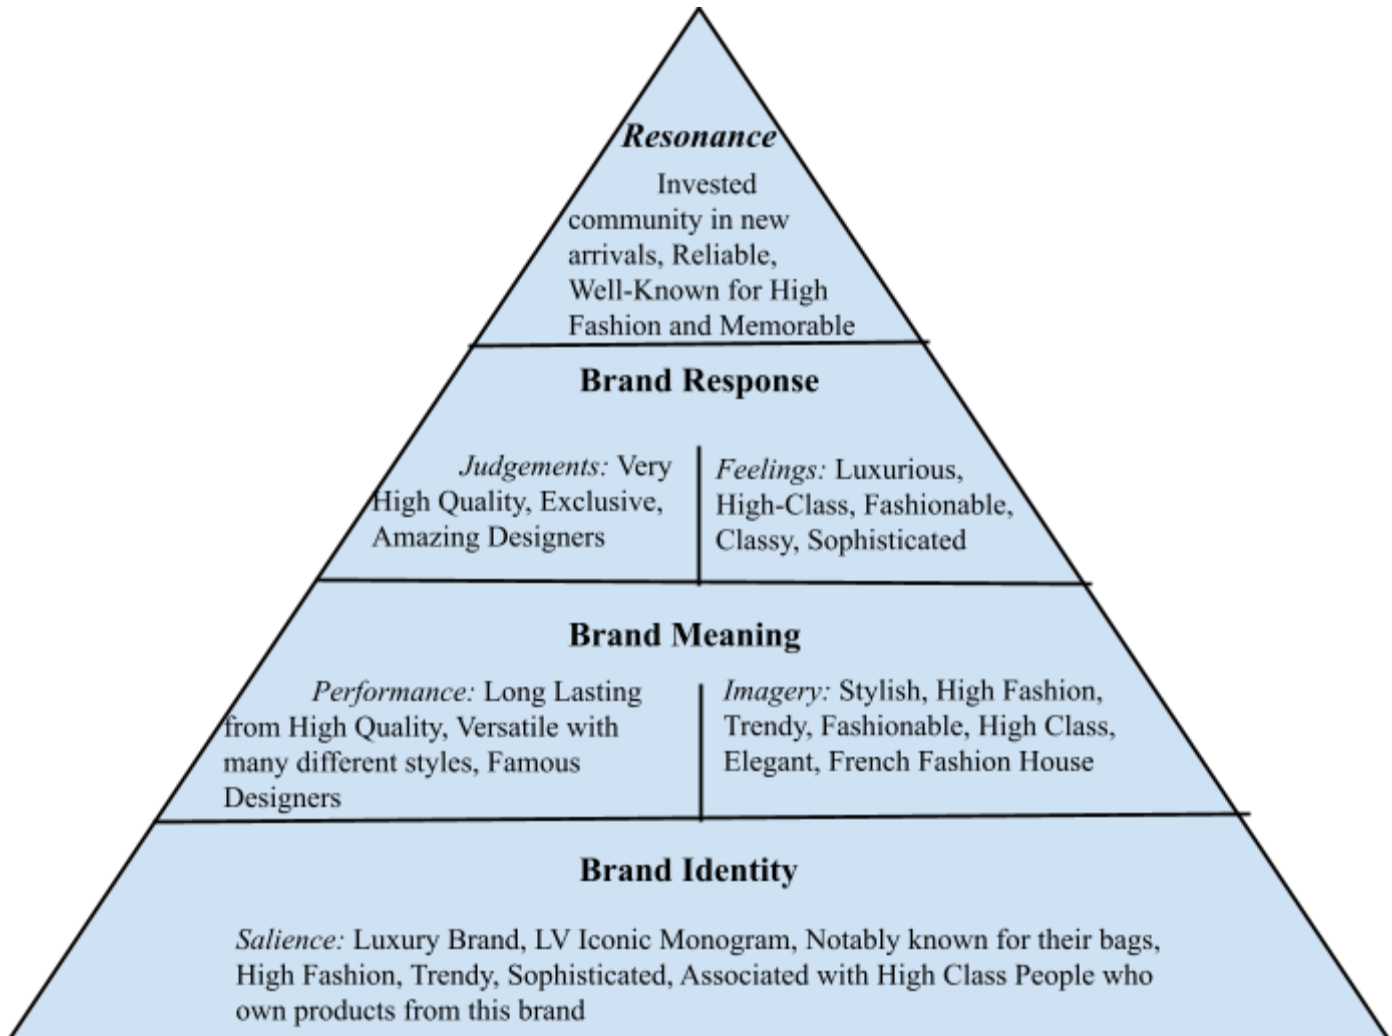 Resonance
Invested
community in new
arrivals, Reliable,
Well-Known for High
Fashion and Memorable
Brand Response
Judgements: Very
High Quality, Exclusive,
Amazing Designers
Feelings: Luxurious,
High-Class, Fashionable,
Classy, Sophisticated
Brand Meaning
Performance: Long Lasting
from High Quality, Versatile with
many different styles, Famous
Designers
Imagery: Stylish, High Fashion,
Trendy, Fashionable, High Class,
Elegant, French Fashion House
Brand Identity
Salience: Luxury Brand, LV Iconic Monogram, Notably known for their bags,
High Fashion, Trendy, Sophisticated, Associated with High Class People who
own products from this brand